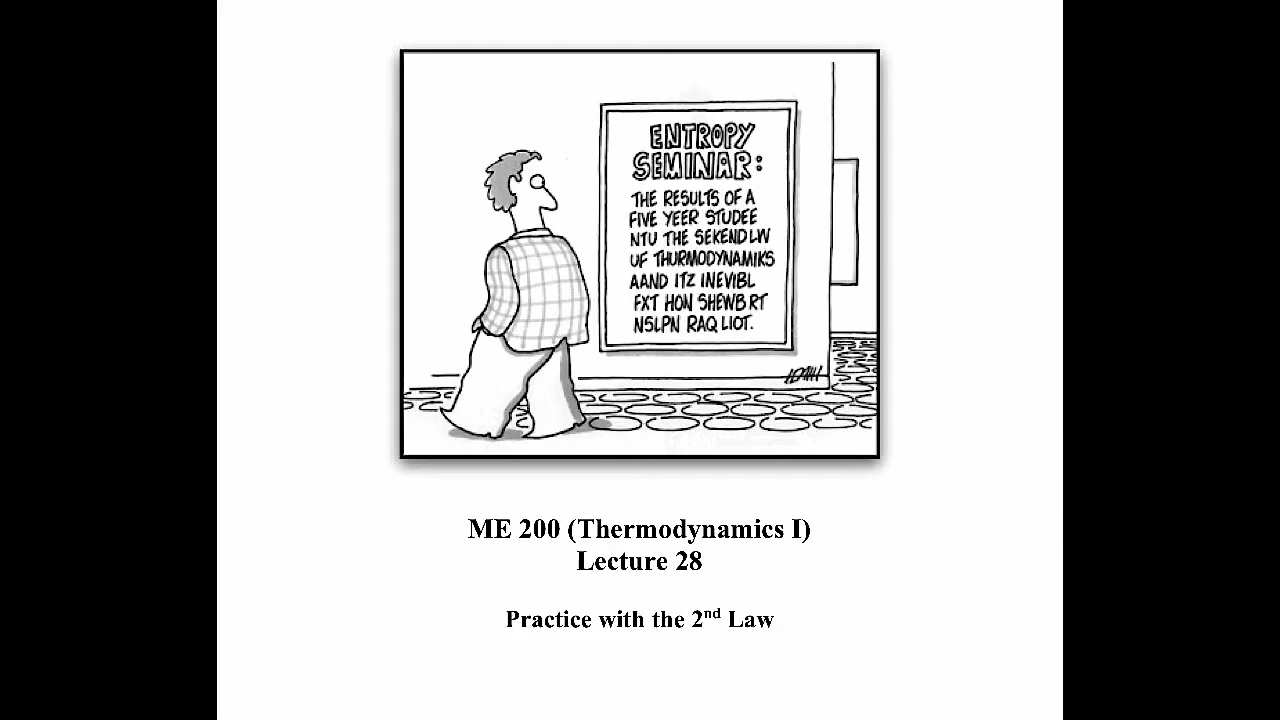 ENTROPY
SEMINAR:
THE RESULTS OF A
FIVE YEER STUDEE
NTU THE SEKEND LW
UF THURMODYNAMIKS
AAND ITZ INEVIBL
FXT HON SHEWB RT
NSLPN RAQ LIOT.
ME 200 (Thermodynamics I)
Lecture 28
Practice with the 2nd Law